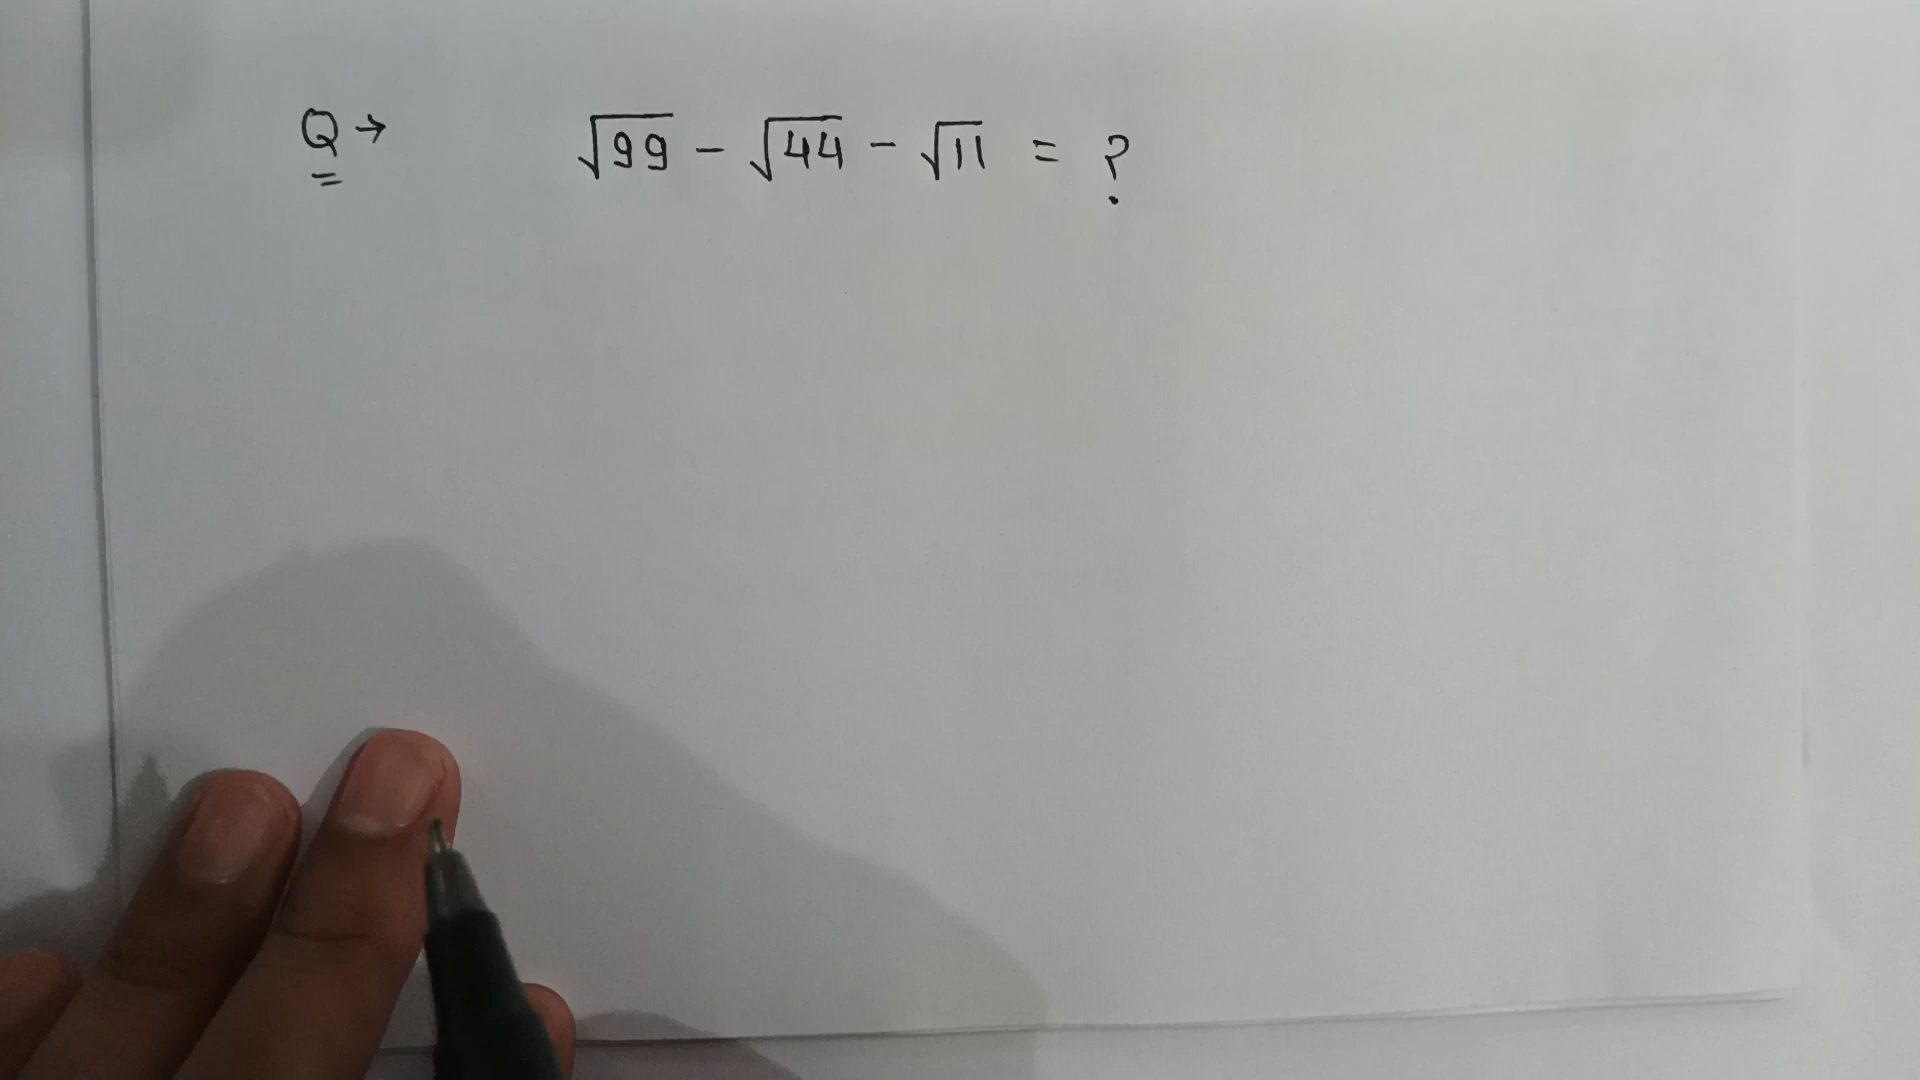 Q → √99 - √44 - √11 = ?